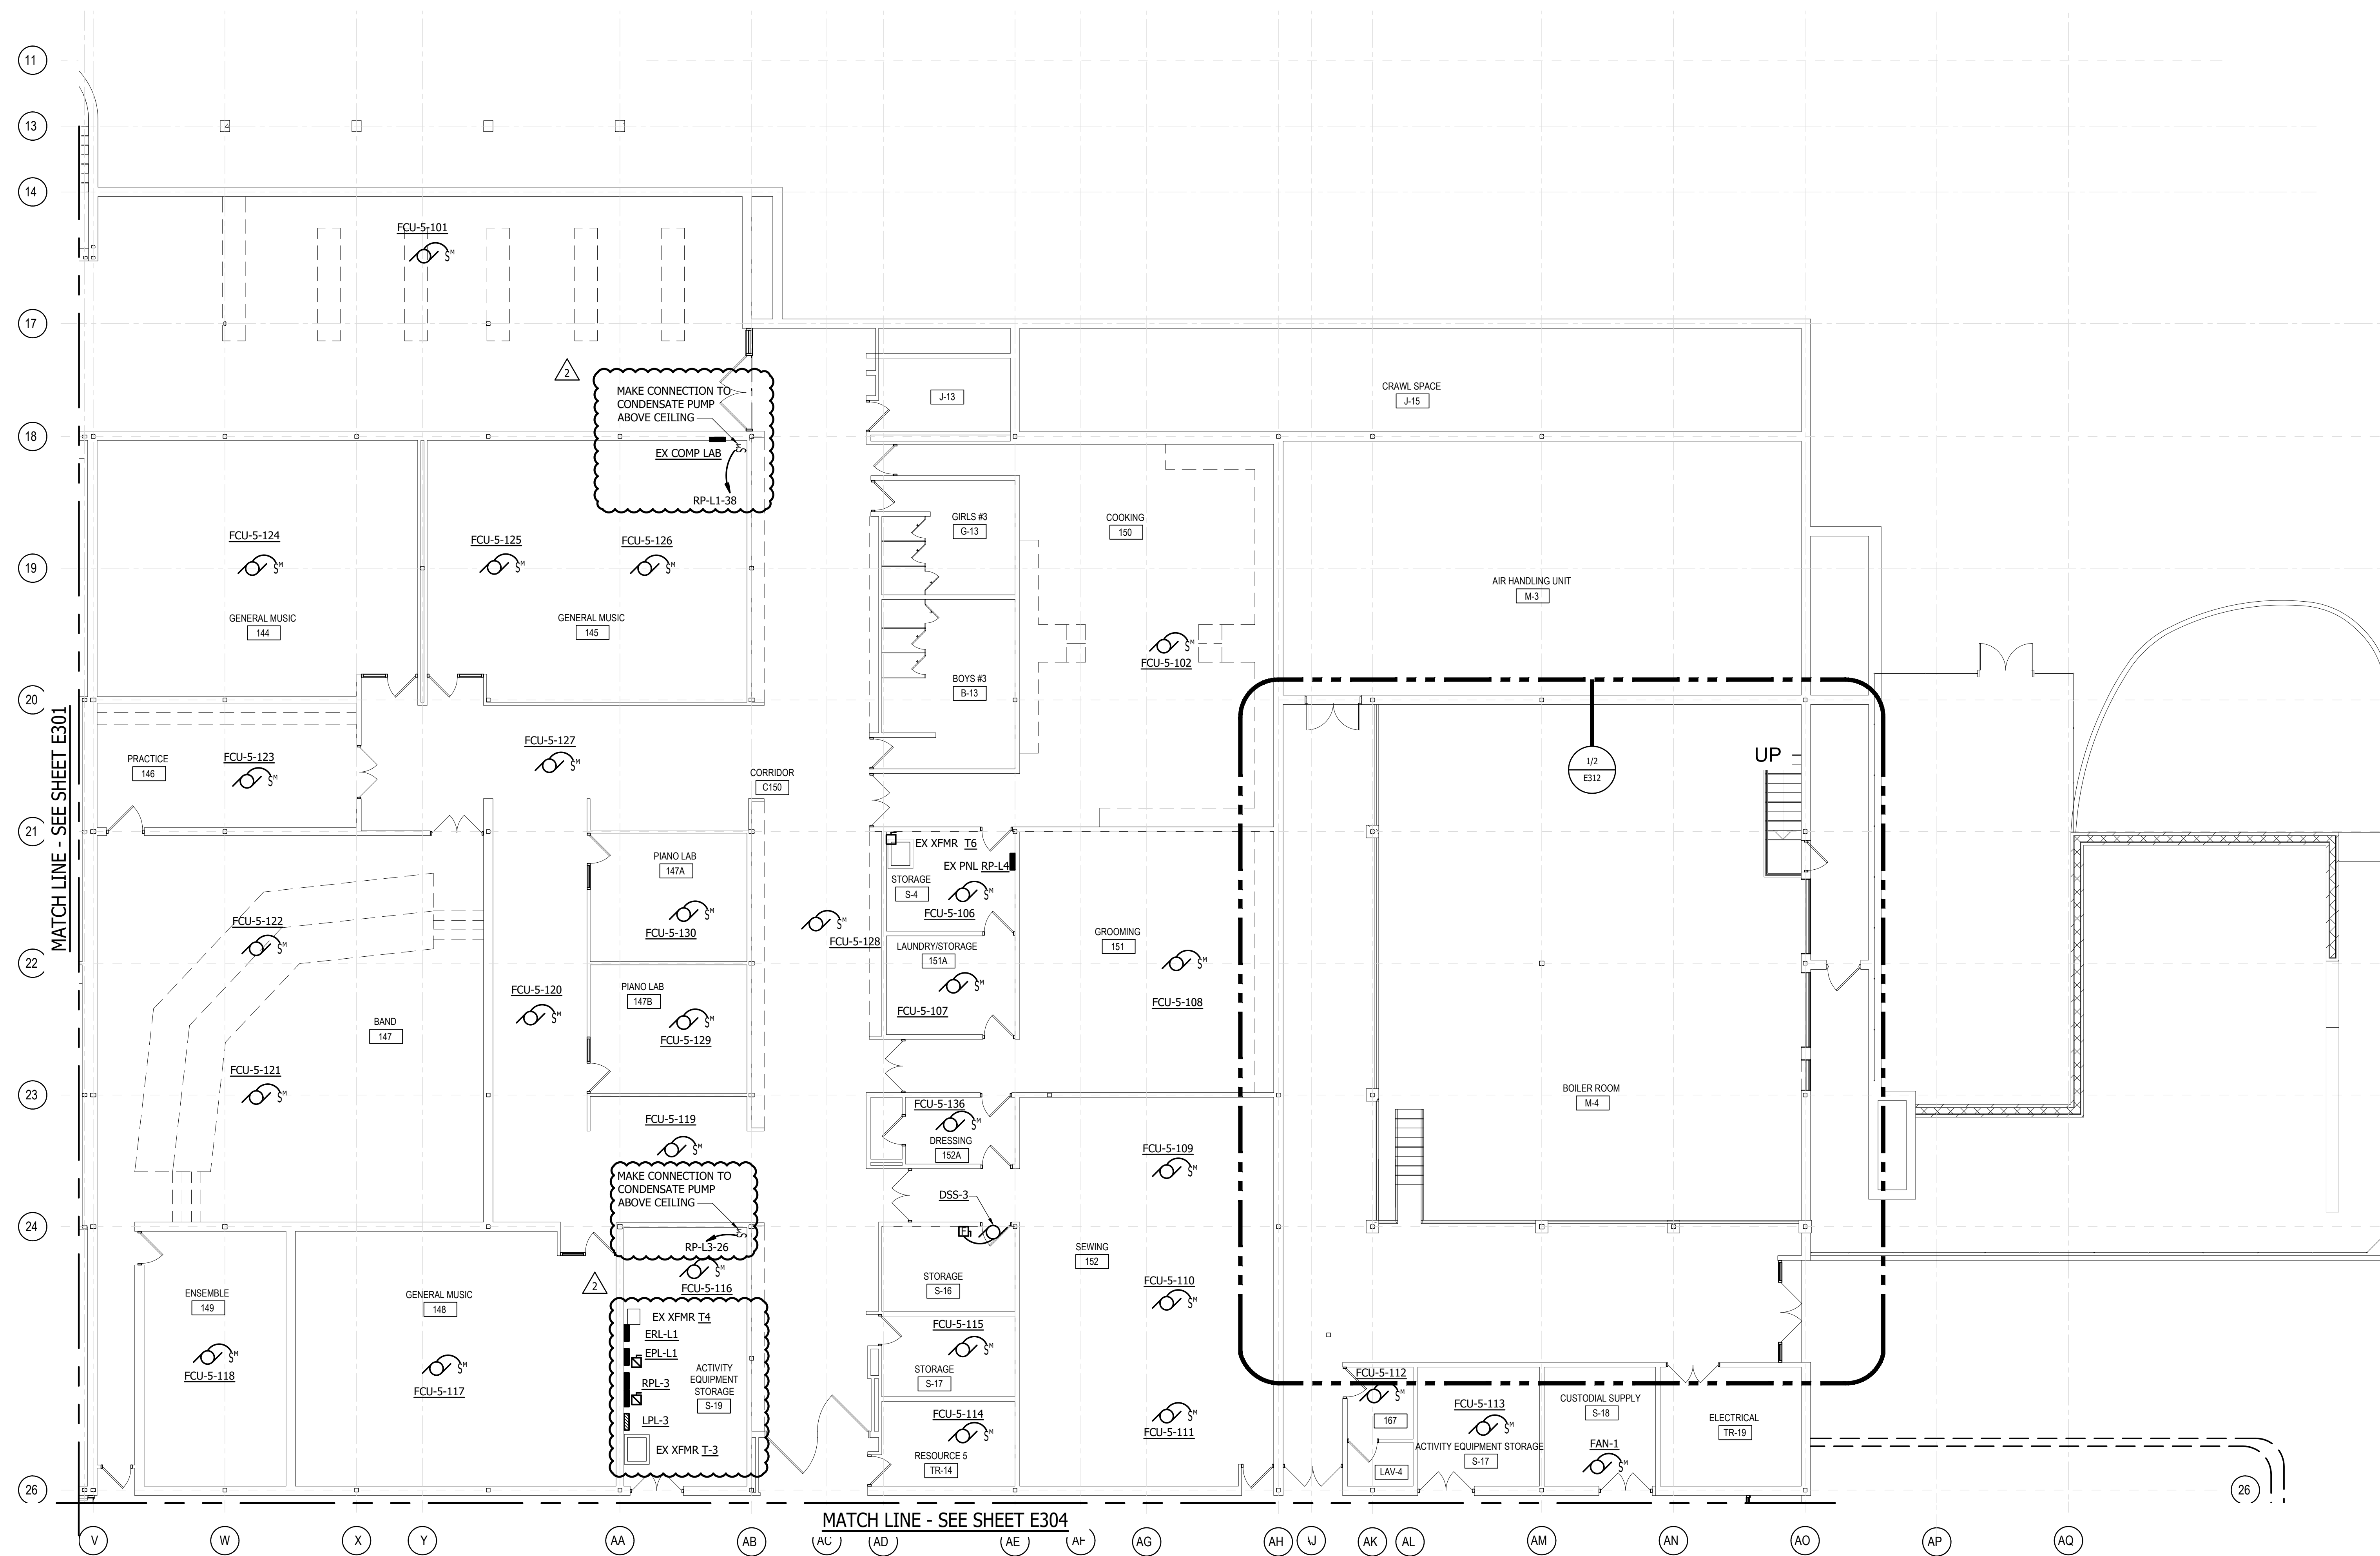 11
13
14
FCU-5-101
S M
17
2
MAKE CONNECTION TO
CONDENSATE PUMP
ABOVE CEILING
J-13
CRAWL SPACE
J-15
18
EX COMP LAB
S M
RP-L1-38
GIRLS #3
G-13
COOKING
150
FCU-5-124
S M
FCU-5-125
S M
FCU-5-126
S M
19
AIR HANDLING UNIT
M-3
GENERAL MUSIC
144
GENERAL MUSIC
145
S M
FCU-5-102
BOYS #3
B-13
20
MATCH LINE - SEE SHEET E301
PRACTICE
146
FCU-5-123
S M
FCU-5-127
S M
CORRIDOR
C150
1/2
E312
UP
21
EX XFMR T6
EX PNL RP-L4
PIANO LAB
147A
STORAGE
S-4
S M
FCU-5-106
S M
FCU-5-130
FCU-5-122
S M
S M
FCU-5-128
GROOMING
151
S M
FCU-5-108
LAUNDRY/STORAGE
151A
S M
FCU-5-107
22
PIANO LAB
147B
S M
FCU-5-129
FCU-5-120
S M
BAND
147
FCU-5-121
S M
23
BOILER ROOM
M-4
FCU-5-119
S M
FCU-5-136
S M
DRESSING
152A
FCU-5-109
S M
MAKE CONNECTION TO
CONDENSATE PUMP
ABOVE CEILING
S M
RP-L3-26
DSS-3
F
24
SEWING
152
S M
FCU-5-116
2
STORAGE
S-16
FCU-5-110
S M
ENSEMBLE
149
GENERAL MUSIC
148
EX XFMR T4
ERL-L1
EPL-L1
RPL-3
LPL-3
EX XFMR T-3
ACTIVITY
EQUIPMENT
STORAGE
S-19
FCU-5-115
S M
STORAGE
S-17
S M
FCU-5-118
S M
FCU-5-117
FCU-5-114
S M
RESOURCE 5
TR-14
S M
FCU-5-111
FCU-5-112
S M
167
LAV-4
FCU-5-113
S M
ACTIVITY EQUIPMENT STORAGE
S-17
CUSTODIAL SUPPLY
S-18
FAN-1
S M
ELECTRICAL
TR-19
26
26
MATCH LINE - SEE SHEET E304
V
W
X
Y
AA
AB
AC
AD
AE
AF
AG
AH
AK
AL
AM
AN
AO
AP
AQ